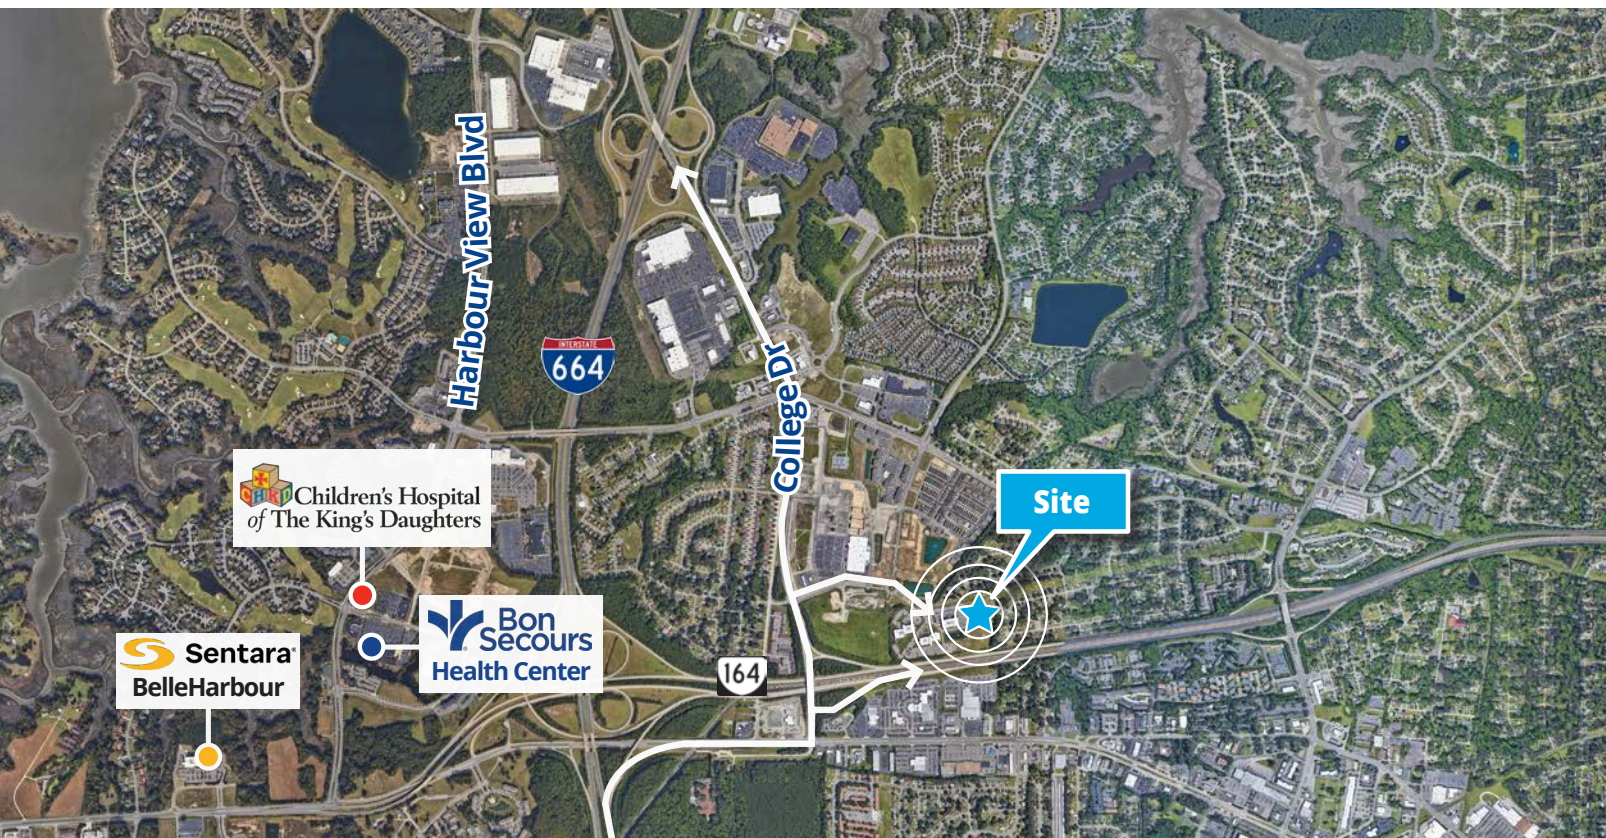 Harbour View Blvd
INTERSTATE
664
College Dr
CHKD
Children's Hospital
of The King's Daughters
Site
Bon
Secours
Health Center
Sentara
BelleHarbour
164